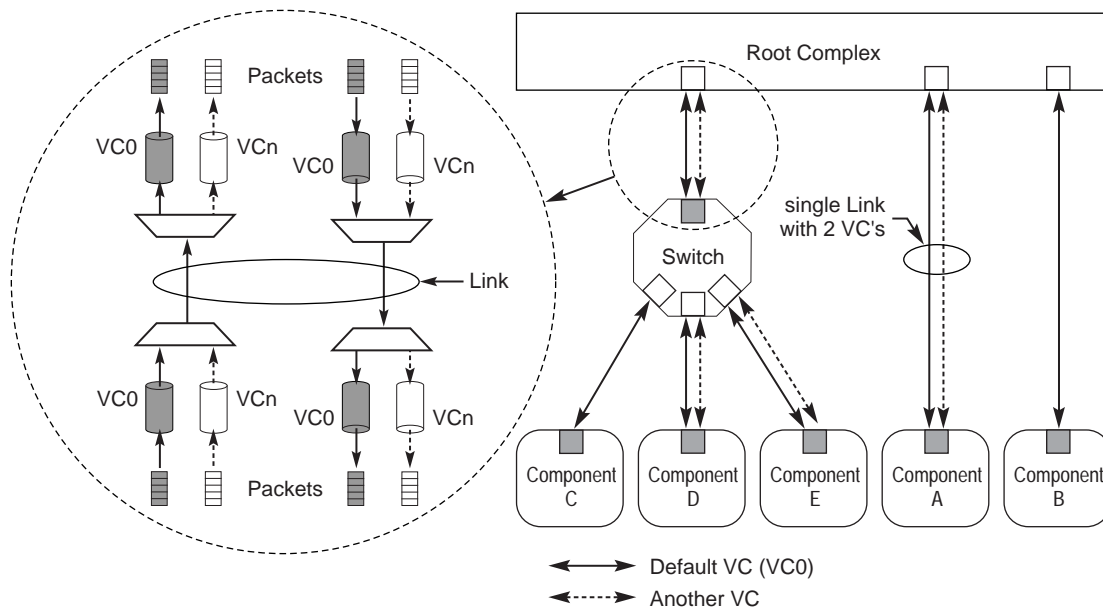 Packets
VC0
VCn
VC0
VCn
Link
VC0
VCn
VC0
VCn
Packets
Root Complex
Switch
single Link
with 2 VC's
Component
C
Component
D
Component
E
Component
A
Component
B
Default VC (VC0)
Another VC